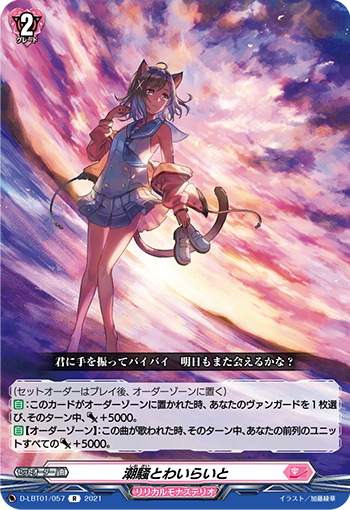 2
グレード
君に手を振ってバイバイ 明日もまた会えるかな?
(セットオーダーはプレイ後、オーダーゾーンに置く)
自:このカードがオーダーゾーンに置かれた時、あなたのヴァンガードを1枚選
び、そのターン中、+5000。
自【オーダーゾーン】:この曲が歌われた時、そのターン中、あなたの前列のユニ
ットすべての+5000。
セットオーダー 曲
潮騒とわいらいと
リリカルモナステリオ
D-LBT01/057 R 2021
イラスト/加藤綾華